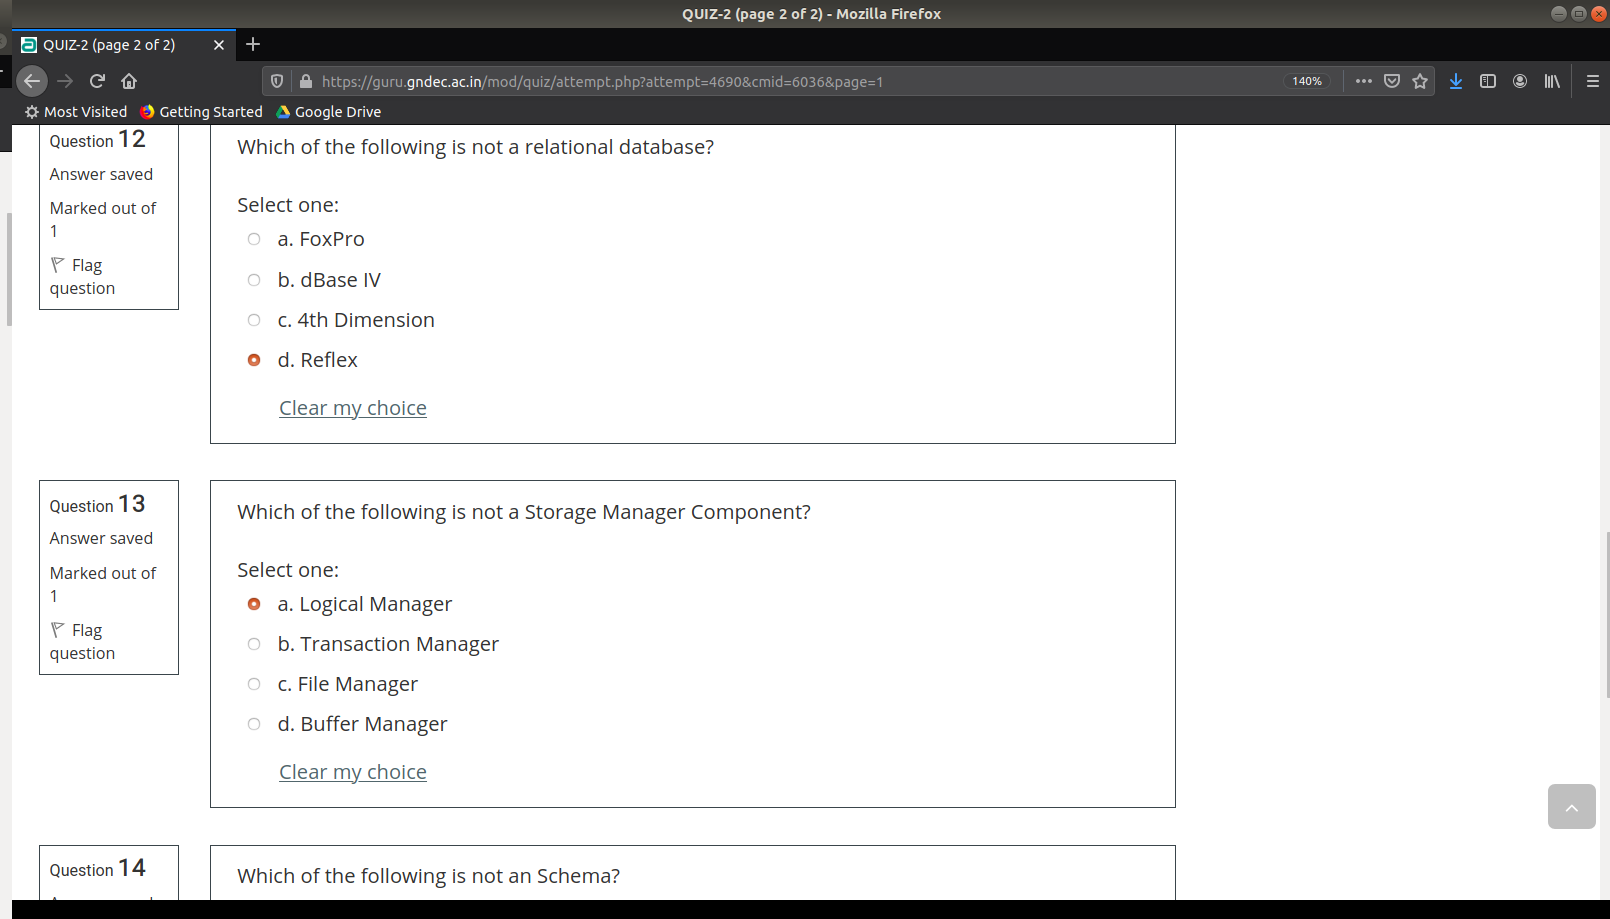 QUIZ-2 (page 2 of 2) - Mozilla Firefox
QUIZ-2 (page 2 of 2)
https://guru.gndec.ac.in/mod/quiz/attempt.php?attempt=4690&cmid=6036&page=1
140%
Most Visited
Getting Started
Google Drive
Question 12
Answer saved
Marked out of
1
Flag
question
Which of the following is not a relational database?
Select one:
a. FoxPro
b. dBase IV
c. 4th Dimension
d. Reflex
Clear my choice
Question 13
Answer saved
Marked out of
1
Flag
question
Which of the following is not a Storage Manager Component?
Select one:
a. Logical Manager
b. Transaction Manager
c. File Manager
d. Buffer Manager
Clear my choice
Question 14
Which of the following is not an Schema?